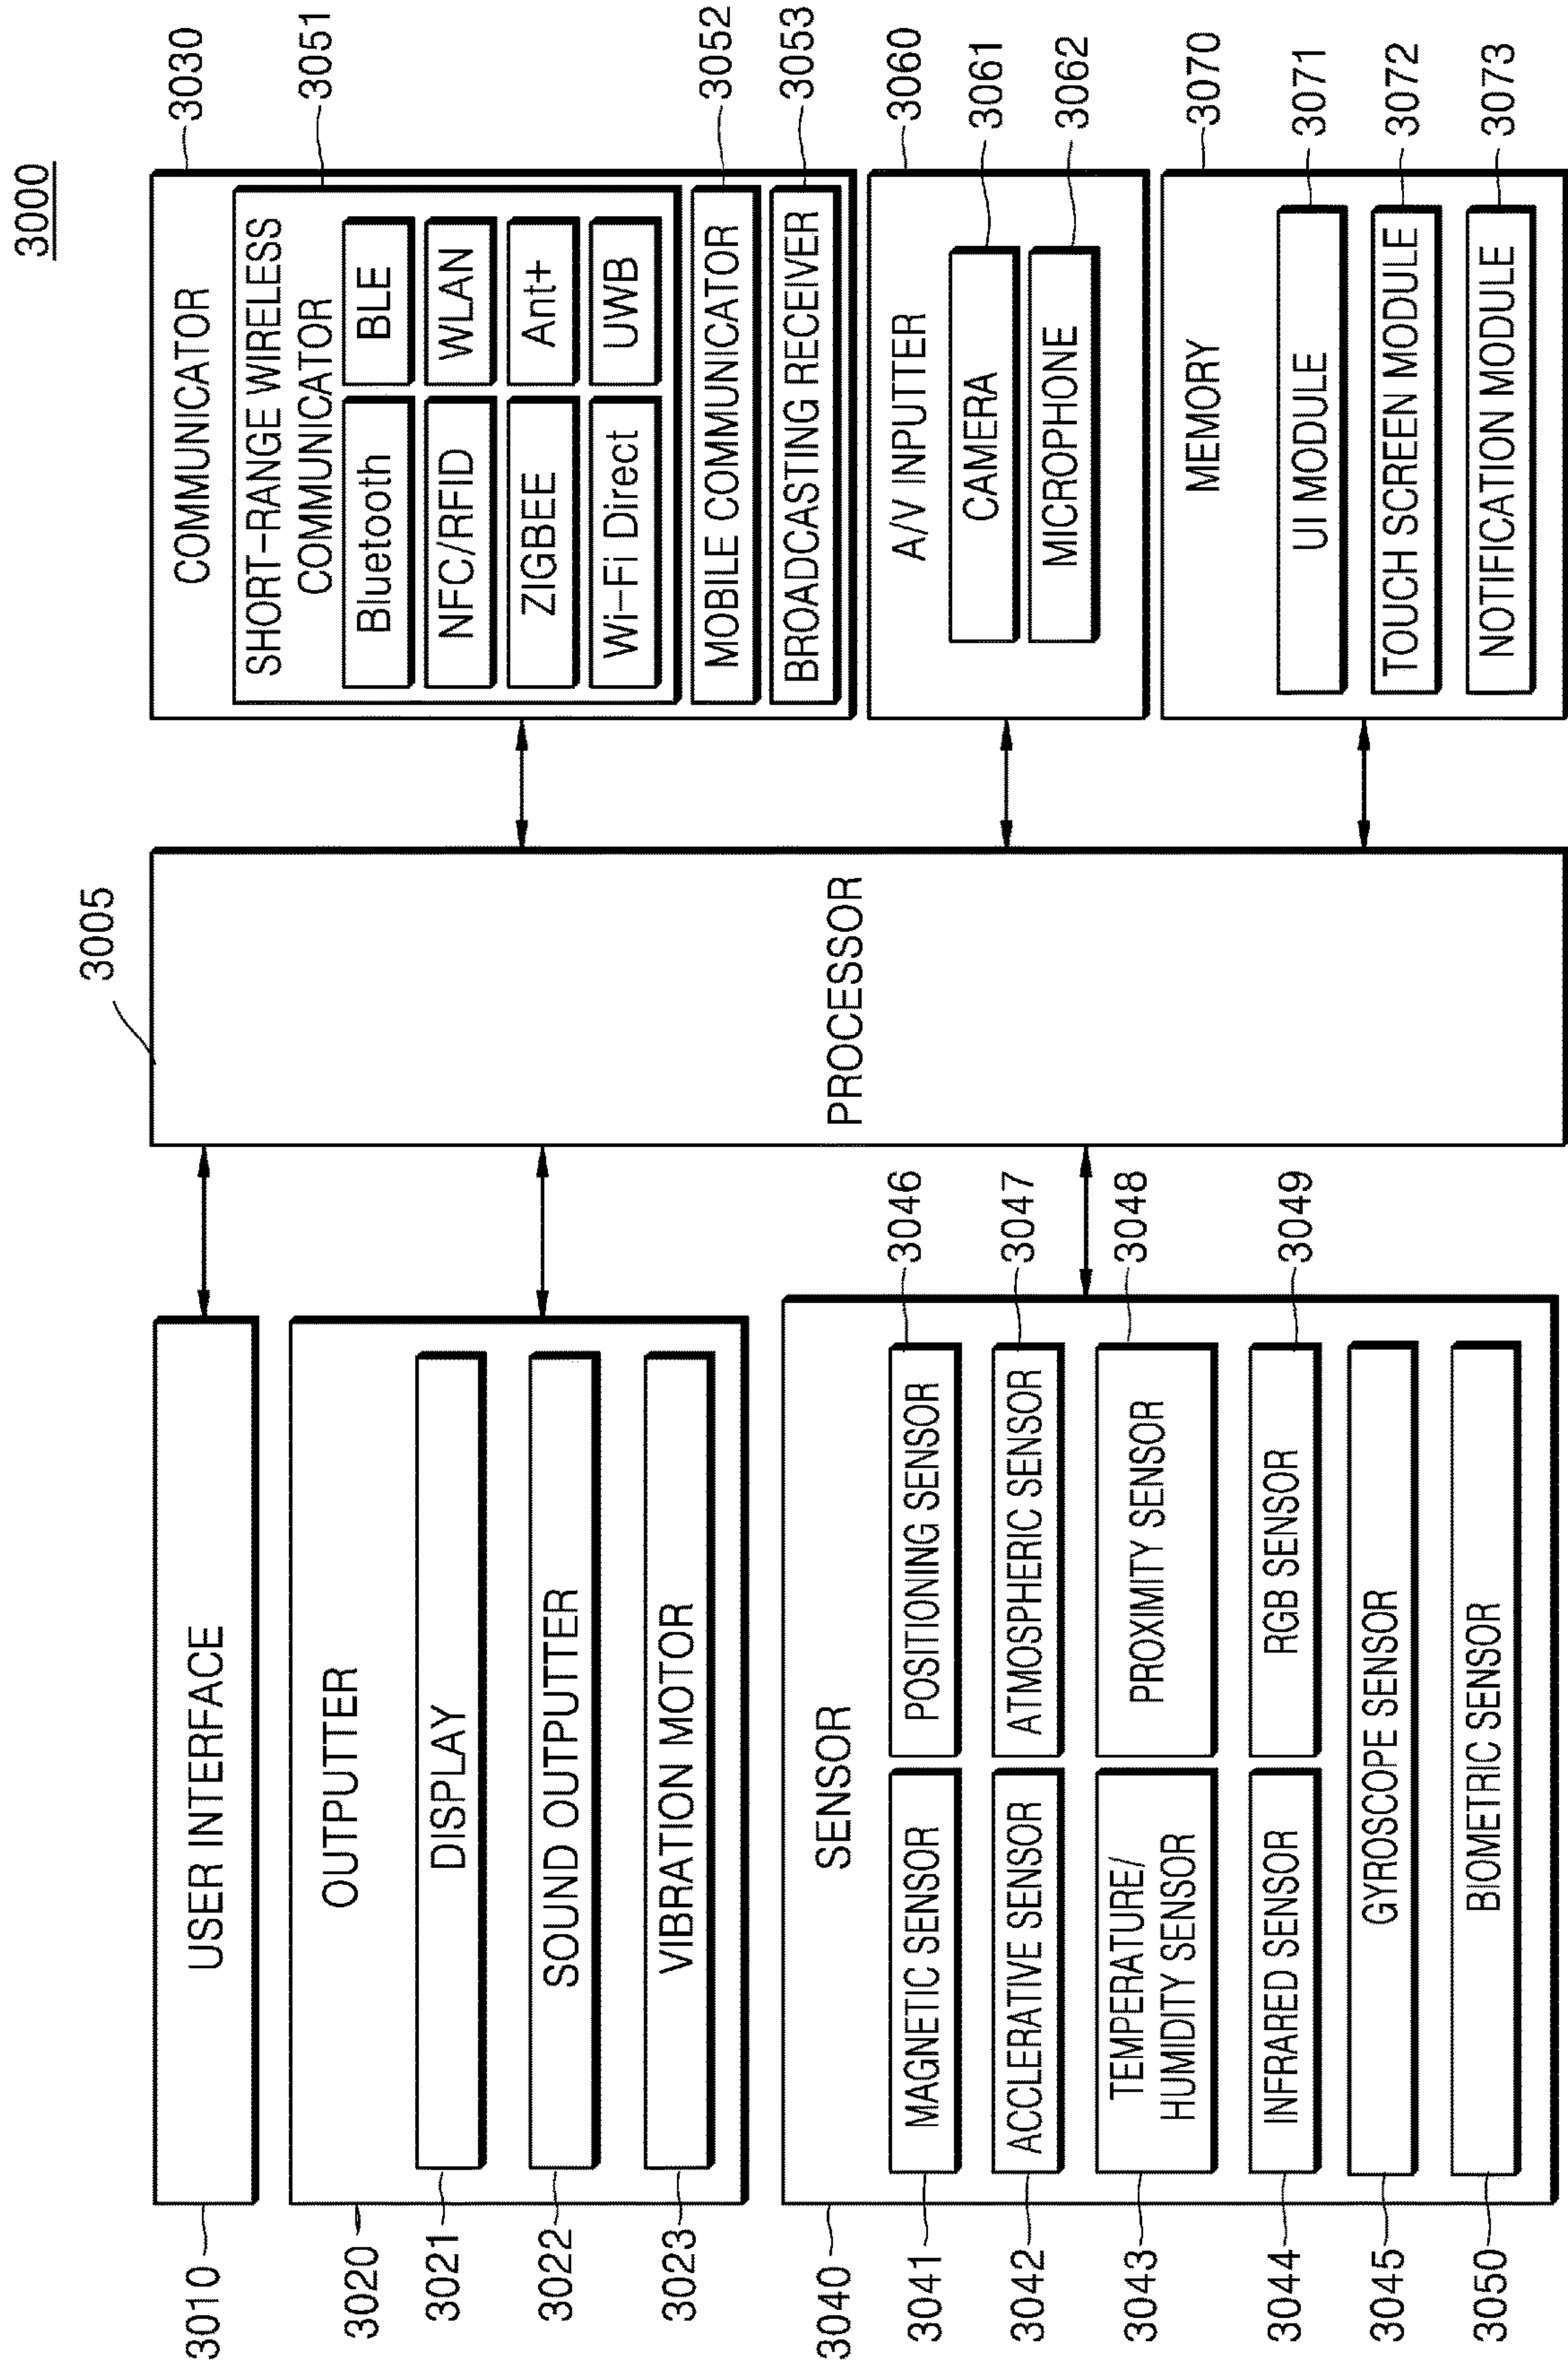 3000
3005
3010
USER INTERFACE
3020
OUTPUTTER
3021
DISPLAY
3022
SOUND OUTPUTTER
3023
VIBRATION MOTOR
3040
SENSOR
3041
MAGNETIC SENSOR
POSITIONING SENSOR
3046
3042
ACCLERATIVE SENSOR
ATMOSPHERIC SENSOR
3047
3043
TEMPERATURE/
HUMIDITY SENSOR
PROXIMITY SENSOR
3048
3044
INFRARED SENSOR
RGB SENSOR
3049
3045
GYROSCOPE SENSOR
3050
BIOMETRIC SENSOR
PROCESSOR
COMMUNICATOR
3030
SHORT-RANGE WIRELESS
COMMUNICATOR
3051
Bluetooth
BLE
NFC/RFID
WLAN
ZIGBEE
Ant+
Wi-Fi Direct
UWB
MOBILE COMMUNICATOR
3052
BROADCASTING RECEIVER
3053
A/V INPUTTER
3060
CAMERA
3061
MICROPHONE
3062
MEMORY
3070
UI MODULE
3071
TOUCH SCREEN MODULE
3072
NOTIFICATION MODULE
3073